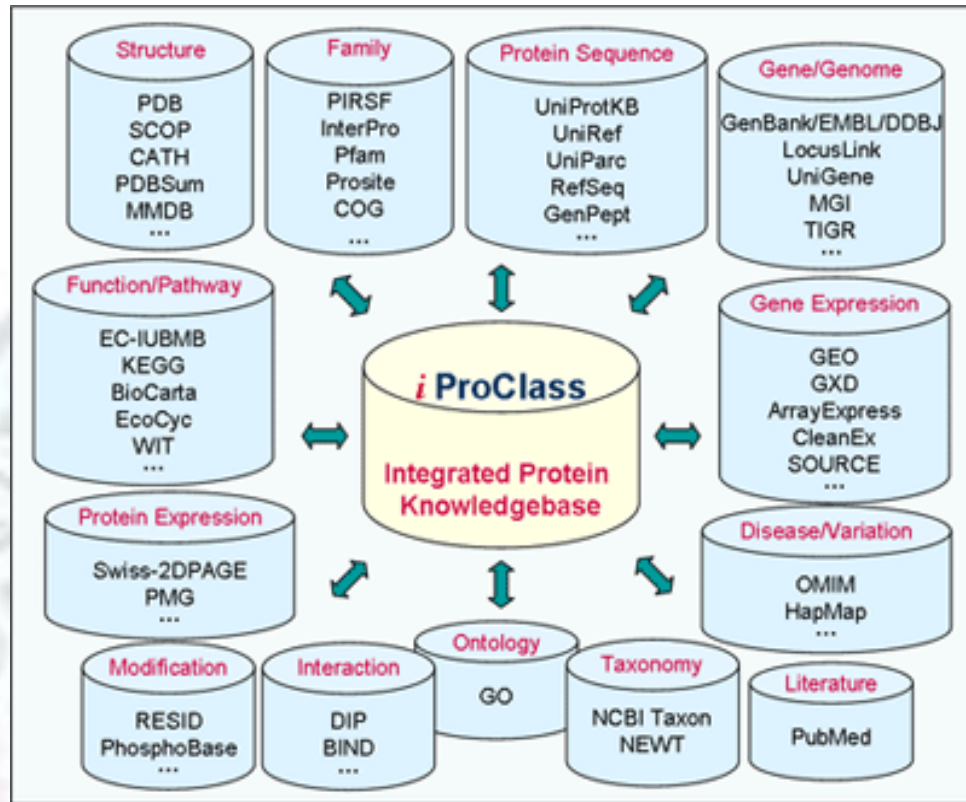 Structure
PDB
SCOP
CATH
PDBSum
MMDB
...
Family
PIRSF
InterPro
Pfam
Prosite
COG
...
Protein Sequence
UniProtKB
UniRef
UniParc
RefSeq
GenPept
...
Gene/Genome
GenBank/EMBL/DDBJ
LocusLink
UniGene
MGI
TIGR
...
Function/Pathway
EC-IUBMB
KEGG
BioCarta
EcoCyc
WIT
...
i ProClass
Integrated Protein
Knowledgebase
Gene Expression
GEO
GXD
ArrayExpress
CleanEx
SOURCE
...
Protein Expression
Swiss-2DPAGE
PMG
...
Disease/Variation
OMIM
HapMap
...
Modification
RESID
PhosphoBase
...
Interaction
DIP
BIND
...
Ontology
GO
Taxonomy
NCBI Taxon
NEWT
Literature
PubMed